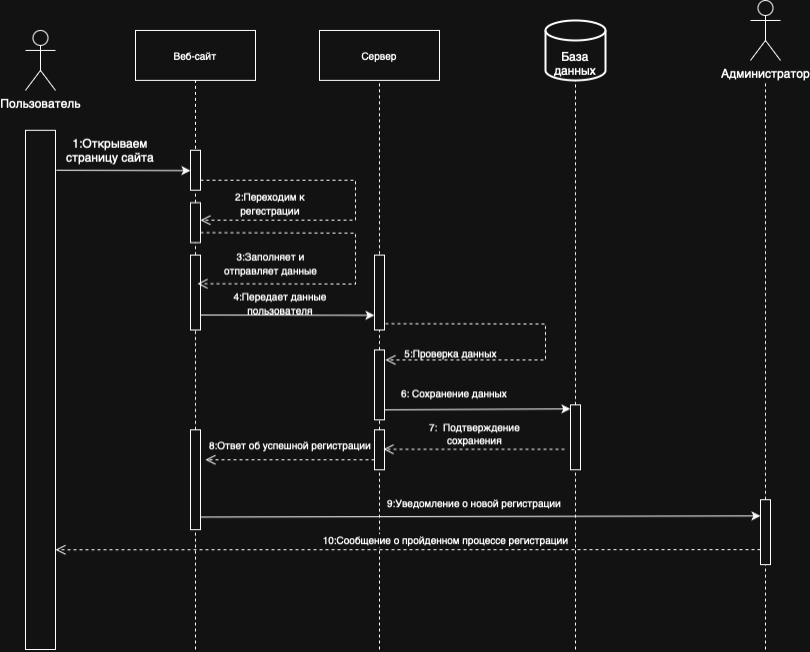 Пользователь
Веб-сайт
Сервер
База
данных
Администратор
1:Открываем
страницу сайта
2:Переходим к
регестрации
3:Заполняет и
отправляет данные
4:Передает данные
пользователя
5:Проверка данных
6: Сохранение данных
7: Подтверждение
сохранения
8:Ответ об успешной регистрации
9:Уведомление о новой регистрации
10:Сообщение о пройденном процессе регистрации